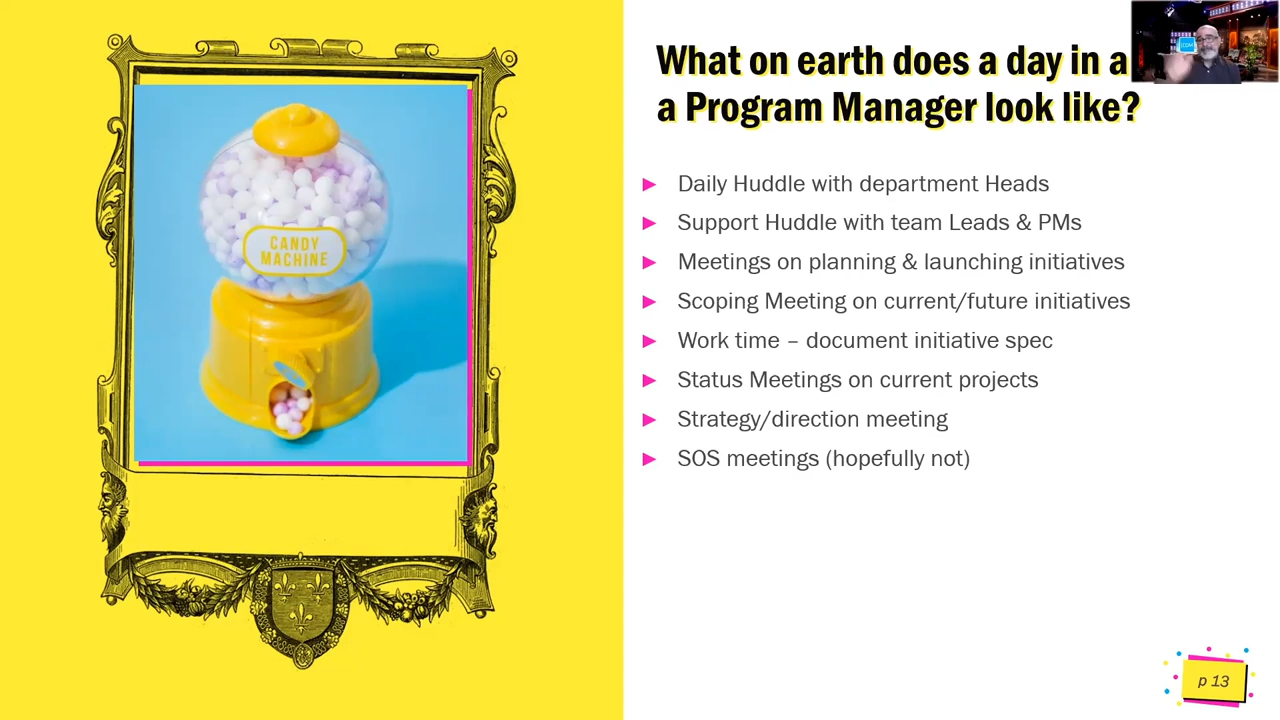 What on earth does a day in a
a Program Manager look like?
CANDY
MACHINE
► Daily Huddle with department Heads
► Support Huddle with team Leads & PMs
► Meetings on planning & launching initiatives
► Scoping Meeting on current/future initiatives
► Work time – document initiative spec
► Status Meetings on current projects
► Strategy/direction meeting
► SOS meetings (hopefully not)
p 13